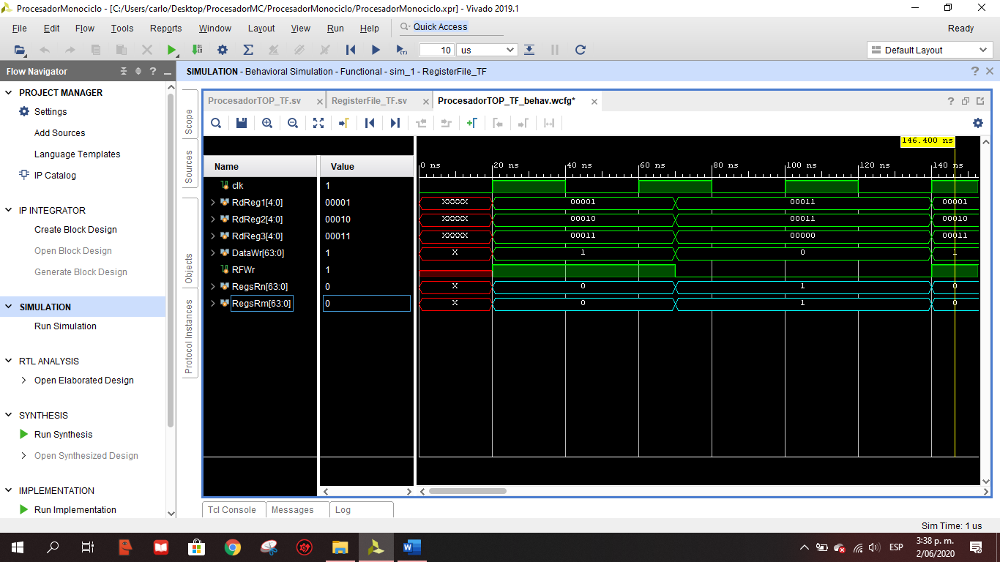 ProcesadorMonociclo - [C:/Users/carlo/Desktop/ProcesadorMC/ProcesadorMonociclo/ProcesadorMonociclo.xpr] - Vivado 2019.1
File Edit Flow Tools Reports Window Layout View Run Help Quick Access Ready
10 us Default Layout
Flow Navigator
SIMULATION - Behavioral Simulation - Functional - sim_1 - RegisterFile_TF
PROJECT MANAGER
Settings
Add Sources
Language Templates
IP Catalog
IP INTEGRATOR
Create Block Design
Open Block Design
Generate Block Design
SIMULATION
Run Simulation
RTL ANALYSIS
Open Elaborated Design
SYNTHESIS
Run Synthesis
Open Synthesized Design
IMPLEMENTATION
Run Implementation
Scope
Sources
Objects
Protocol Instances
ProcesadorTOP_TF.sv RegisterFile_TF.sv ProcesadorTOP_TF_behav.wcfg*
146.400 ns
Name Value 0 ns 20 ns 40 ns 60 ns 80 ns 100 ns 120 ns 140 ns
clk 1
RdReg1[4:0] 00001 XXXXX 00001 00011 00001
RdReg2[4:0] 00010 XXXXX 00010 00011 00010
RdReg3[4:0] 00011 XXXXX 00011 00000 00011
DataWr[63:0] 1 X 1 0 1
RFWr 1
RegsRn[63:0] 0 X 0 1 0
RegsRm[63:0] 0 X 0 1 0
Tcl Console Messages Log
Sim Time: 1 us
ESP
3:38 p. m.
2/06/2020